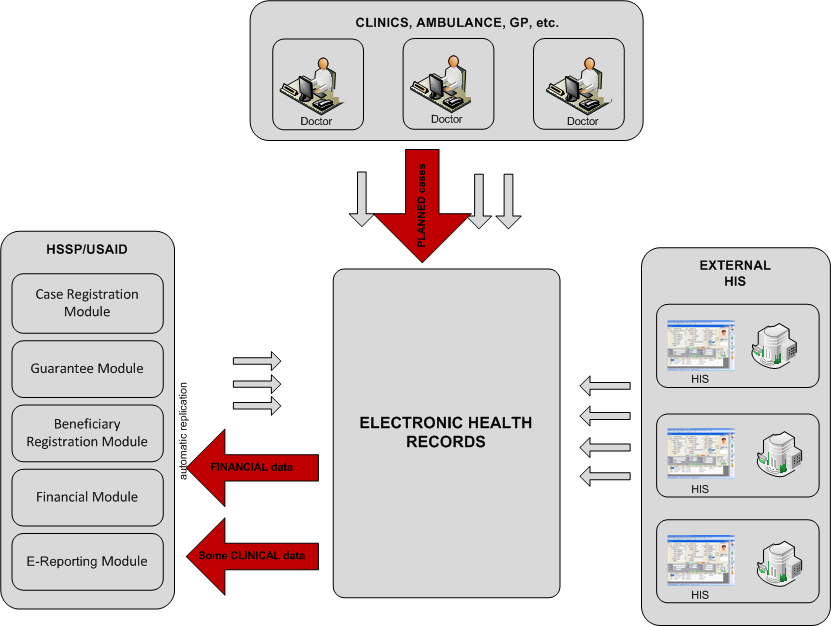 CLINICS, AMBULANCE, GP, etc.
Doctor
Doctor
Doctor
PLANNED cases
HSSP/USAID
Case Registration
Module
Guarantee Module
Beneficiary
Registration Module
Financial Module
E-Reporting Module
automatic replication
FINANCIAL data
Some CLINICAL data
ELECTRONIC HEALTH
RECORDS
EXTERNAL
HIS
HIS
HIS
HIS